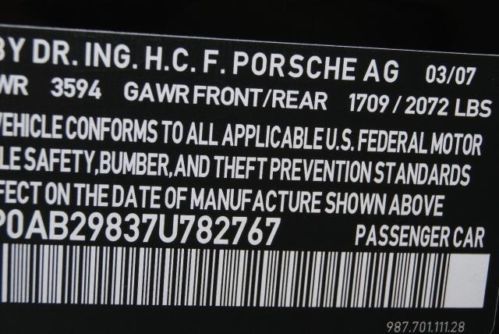 BY DR. ING. H.C. F. PORSCHE AG 03/07
WR 3594 GAWR FRONT/REAR 1709 / 2072 LBS
VEHICLE CONFORMS TO ALL APPLICABLE U.S. FEDERAL MOTOR
LE SAFETY,BUMPER,AND THEFT PREVENTION STANDARDS
FECT ON THE DATE OF MANUFACTURE SHOWN ABOVE
P0AB29837U782767 PASSENGER CAR
987.701.111.28